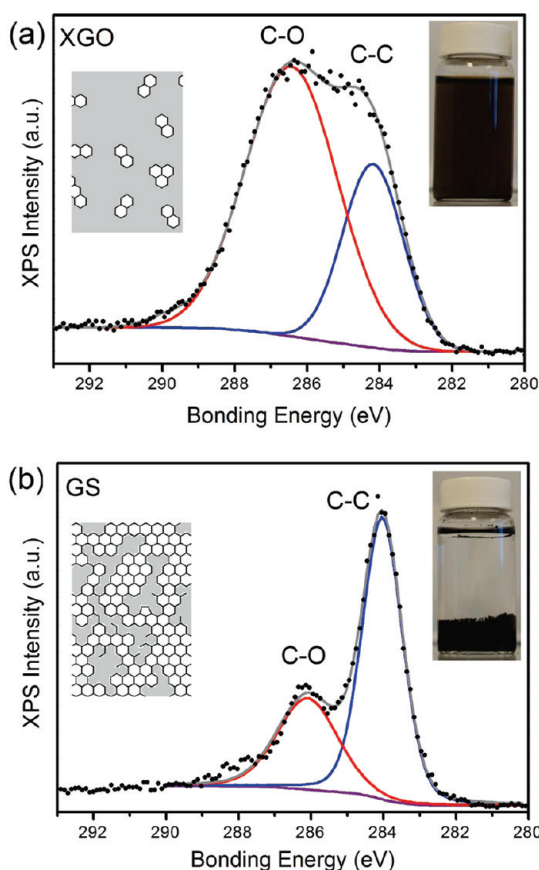 (a) XGO
C-O
C-C
XPS Intensity (a.u.)
292 290 288 286 284 282 280
Bonding Energy (eV)
(b) GS
C-C
C-O
XPS Intensity (a.u.)
292 290 288 286 284 282 280
Bonding Energy (eV)